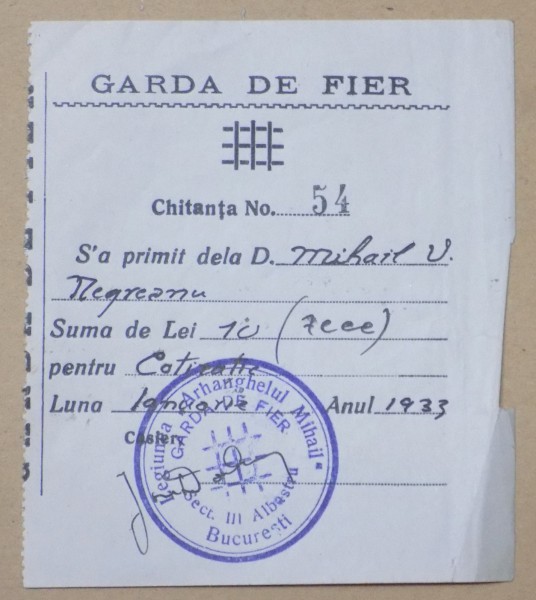 GARDA DE FIER
Chitanța No. 54
S'a primit dela D. Mihail V.
Negreanu
Suma de Lei 10 (zece)
pentru Cotizatie
Luna Ianuarie Anul 1933
Casier,
Legiunea „Arhanghelul Mihail"
GARDA DE FIER
Sect. III Albastru
București